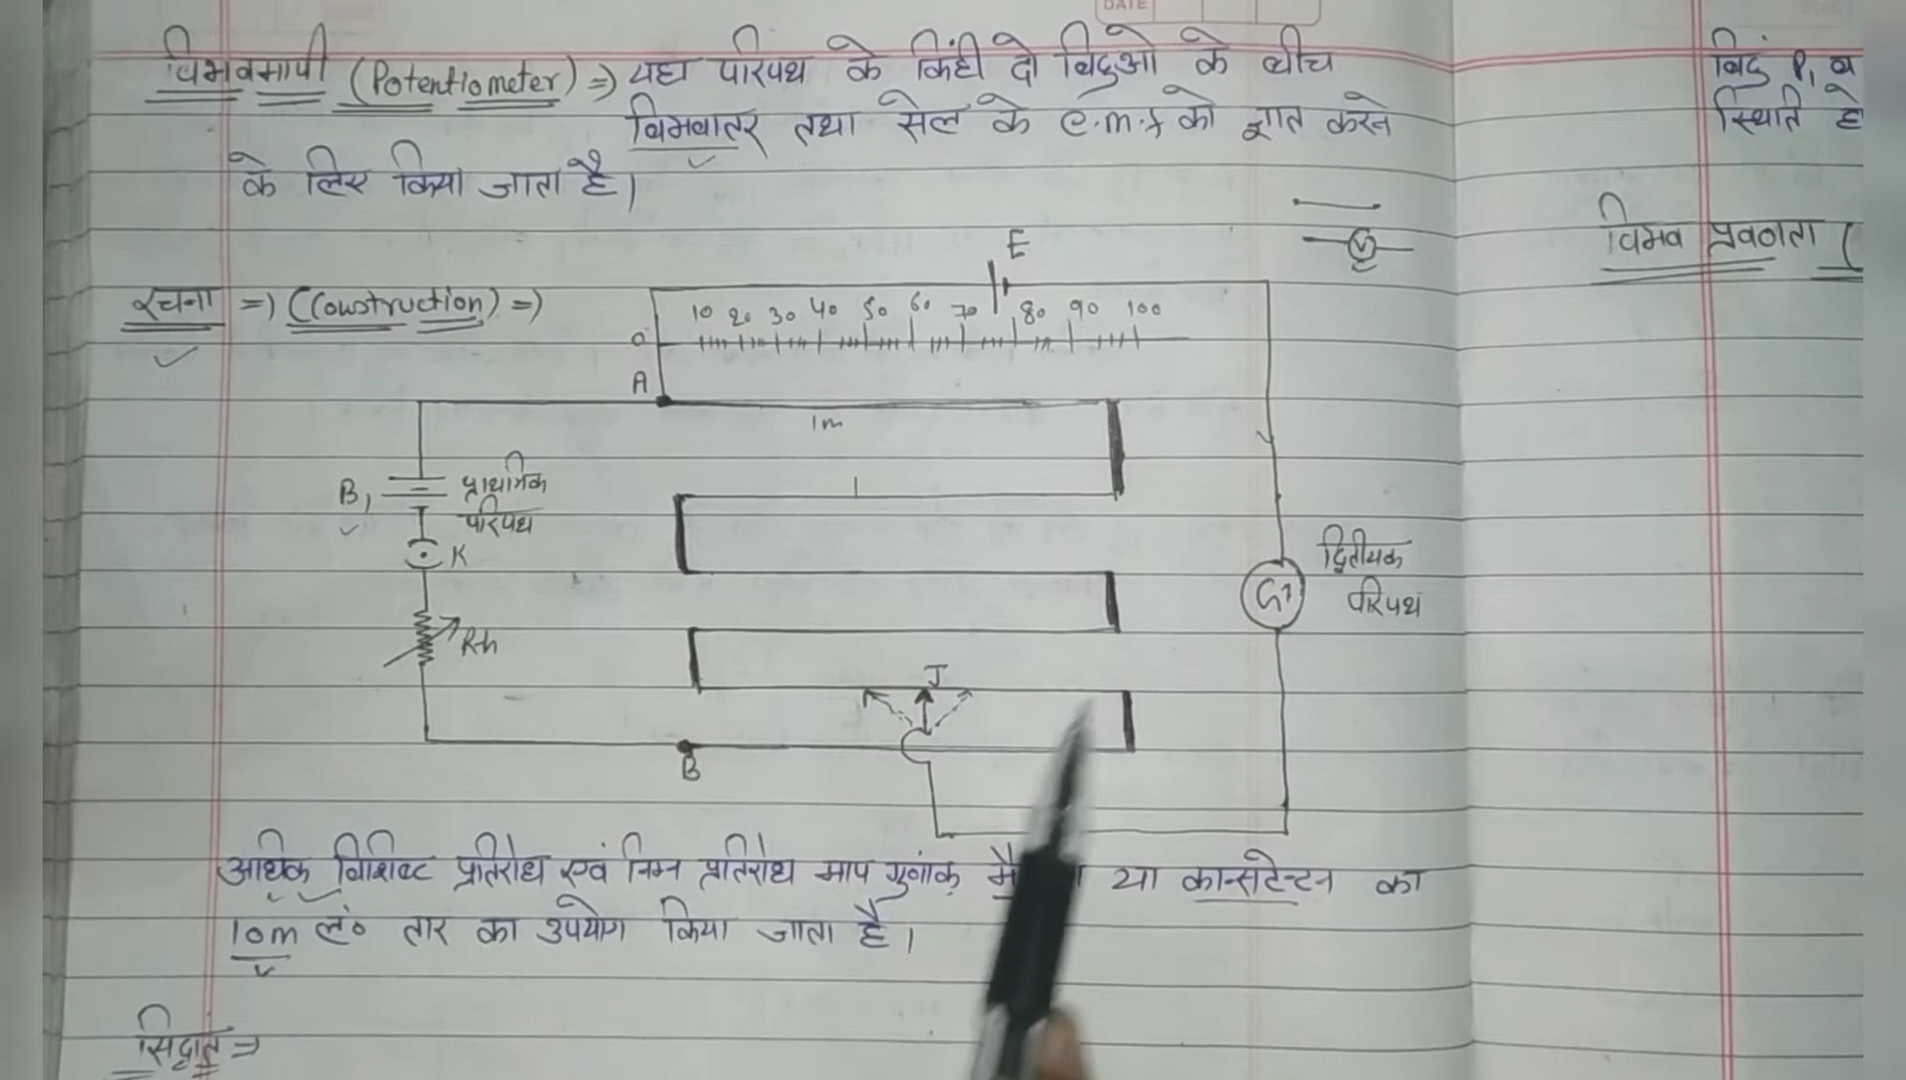 DATE
विभवमापी (Potentiometer) ⇒ यह परिपथ के किंही दो बिंदुओ के बीच
विभवांतर तथा सेल के e.m.f को ज्ञात करने
के लिए किया जाता है।
बिंदु P, व
स्थिति
विभव प्रवणता (
V
E
रचना ⇒) (Cowstruction) ⇒)
10 20 30 40 50 60 70 80 90 100
0
A
1m
B, प्राथमिक
परिपथ
K
Rh
G
द्वितीयक
परिपथ
J
B
अधिक विशिष्ट प्रतिरोध एवं निम्न प्रतिरोध माप गुनांक या कान्सटेन्टन का
10m लं० तार का उपयोग किया जाता है।
सिद्धांत ⇒